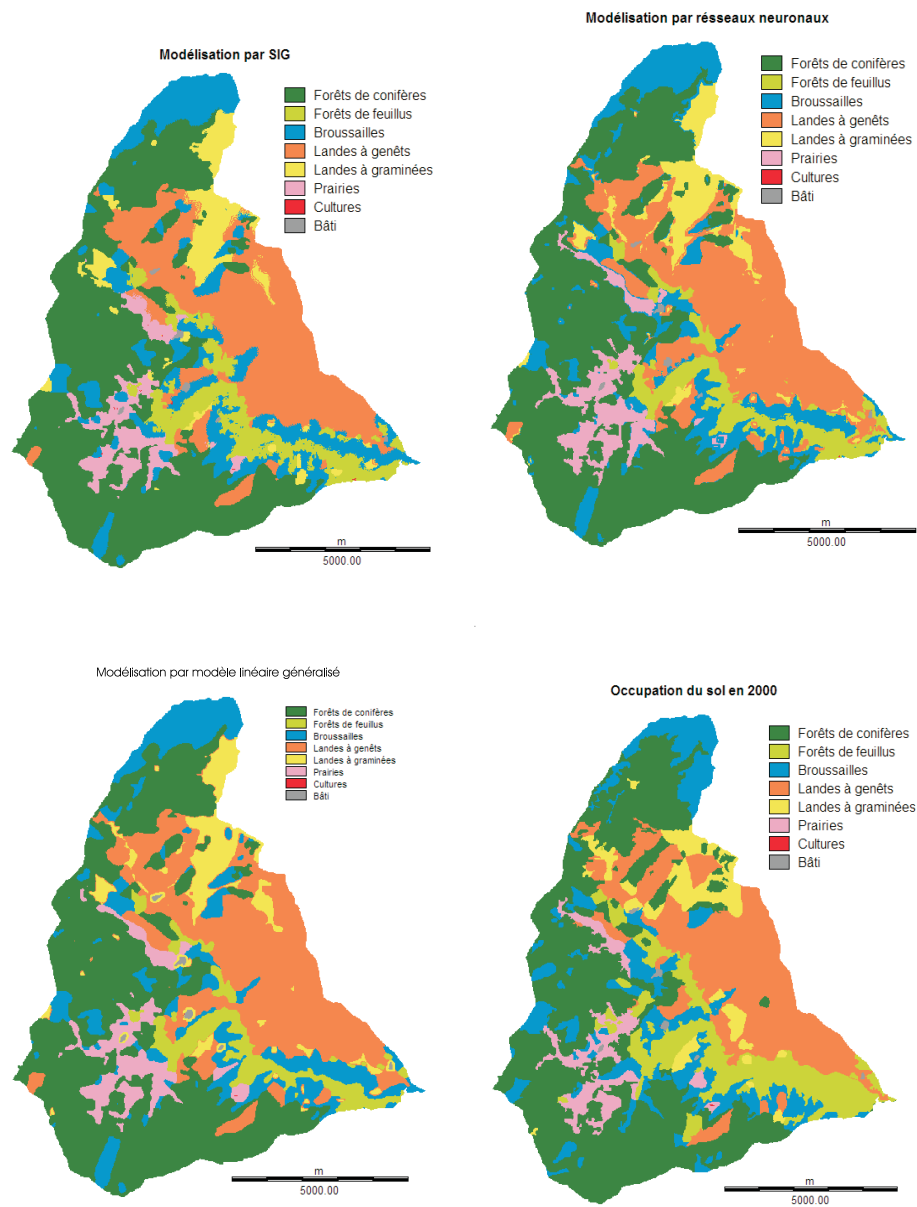 Modélisation par SIG
Forêts de conifères
Forêts de feuillus
Broussailles
Landes à genêts
Landes à graminées
Prairies
Cultures
Bâti
m
5000.00
Modélisation par résseaux neuronaux
Forêts de conifères
Forêts de feuillus
Broussailles
Landes à genêts
Landes à graminées
Prairies
Cultures
Bâti
m
5000.00
Modélisation par modèle linéaire généralisé
Forêts de conifères
Forêts de feuillus
Broussailles
Landes à genêts
Landes à graminées
Prairies
Cultures
Bâti
m
5000.00
Occupation du sol en 2000
Forêts de conifères
Forêts de feuillus
Broussailles
Landes à genêts
Landes à graminées
Prairies
Cultures
Bâti
m
5000.00